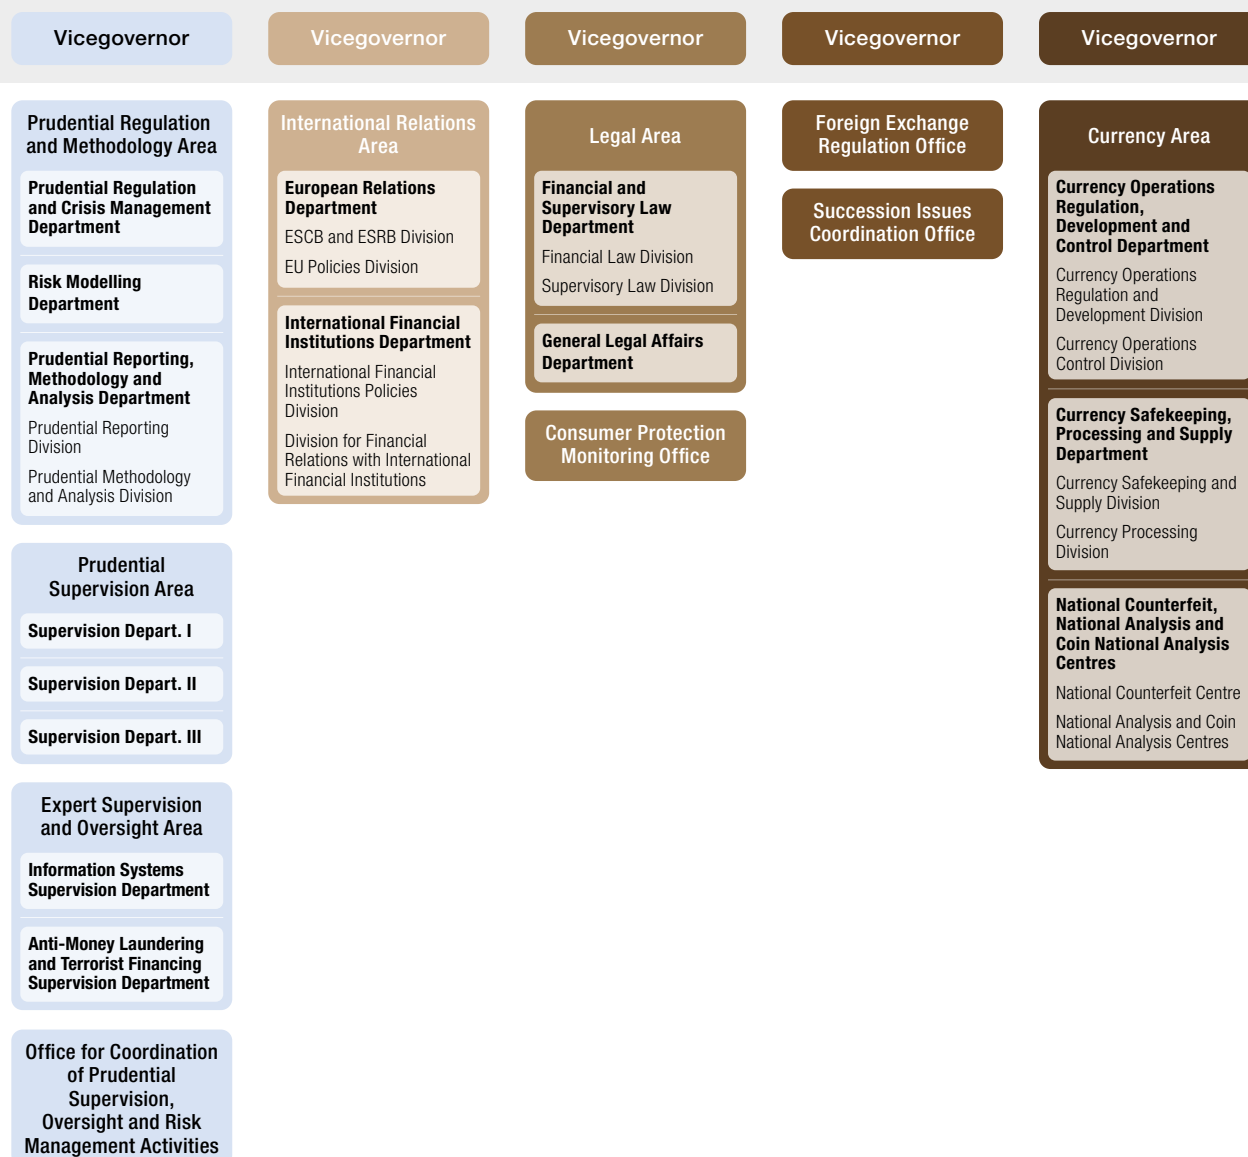 Vicegovernor
Vicegovernor
Vicegovernor
Vicegovernor
Vicegovernor
Prudential Regulation
and Methodology Area
Prudential Regulation
and Crisis Management
Department
Risk Modelling
Department
Prudential Reporting,
Methodology and
Analysis Department
Prudential Reporting
Division
Prudential Methodology
and Analysis Division
Prudential
Supervision Area
Supervision Depart. I
Supervision Depart. II
Supervision Depart. III
Expert Supervision
and Oversight Area
Information Systems
Supervision Department
Anti-Money Laundering
and Terrorist Financing
Supervision Department
Office for Coordination
of Prudential
Supervision,
Oversight and Risk
Management Activities
International Relations
Area
European Relations
Department
ESCB and ESRB Division
EU Policies Division
International Financial
Institutions Department
International Financial
Institutions Policies
Division
Division for Financial
Relations with International
Financial Institutions
Legal Area
Financial and
Supervisory Law
Department
Financial Law Division
Supervisory Law Division
General Legal Affairs
Department
Consumer Protection
Monitoring Office
Foreign Exchange
Regulation Office
Succession Issues
Coordination Office
Currency Area
Currency Operations
Regulation,
Development and
Control Department
Currency Operations
Regulation and
Development Division
Currency Operations
Control Division
Currency Safekeeping,
Processing and Supply
Department
Currency Safekeeping and
Supply Division
Currency Processing
Division
National Counterfeit,
National Analysis and
Coin National Analysis
Centres
National Counterfeit Centre
National Analysis and Coin
National Analysis Centres